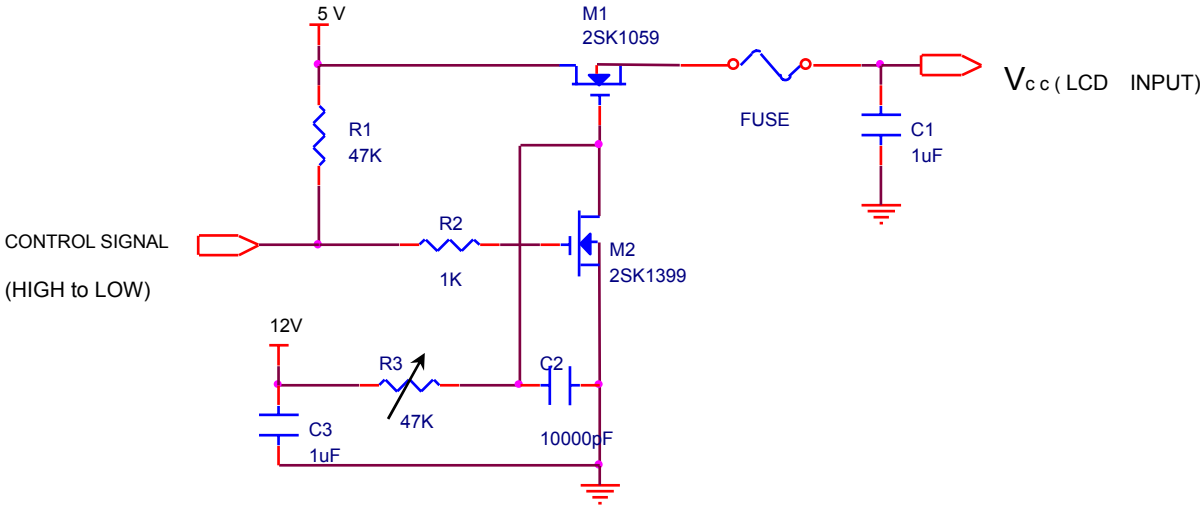 5 V
M1
2SK1059
Vcc ( LCD INPUT)
FUSE
R1
47K
C1
1uF
CONTROL SIGNAL
(HIGH to LOW)
R2
1K
M2
2SK1399
12V
R3
47K
C2
10000pF
C3
1uF